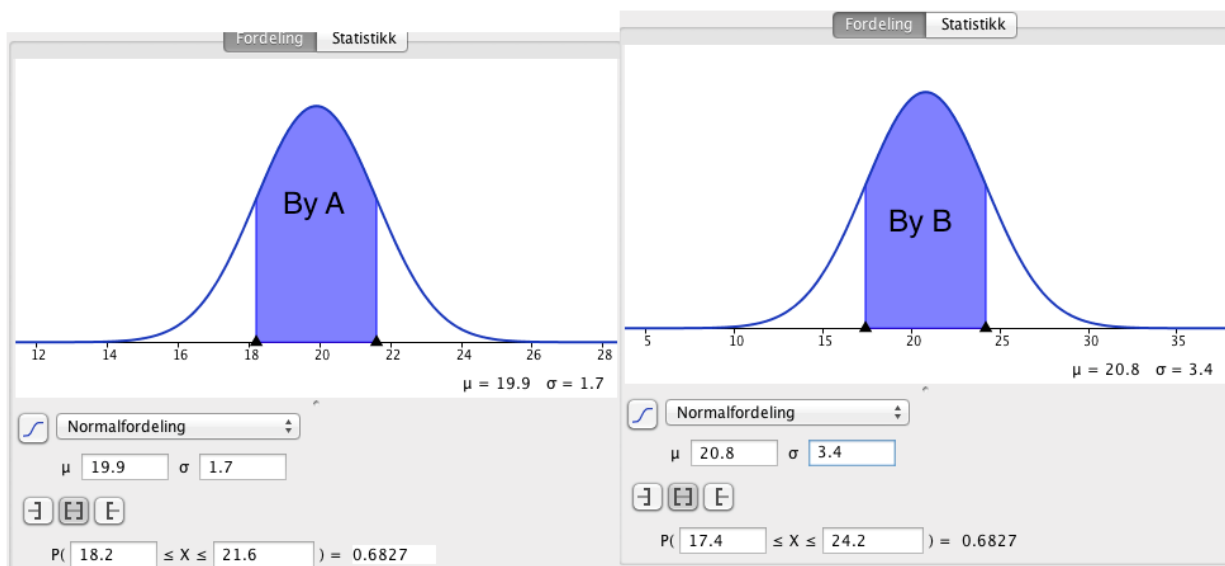 Fordeling Statistikk
By A
12 14 16 18 20 22 24 26 28
μ = 19.9 σ = 1.7
Normalfordeling
μ 19.9 σ 1.7
P( 18.2 ≤ X ≤ 21.6 ) = 0.6827
Fordeling Statistikk
By B
5 10 15 20 25 30 35
μ = 20.8 σ = 3.4
Normalfordeling
μ 20.8 σ 3.4
P( 17.4 ≤ X ≤ 24.2 ) = 0.6827